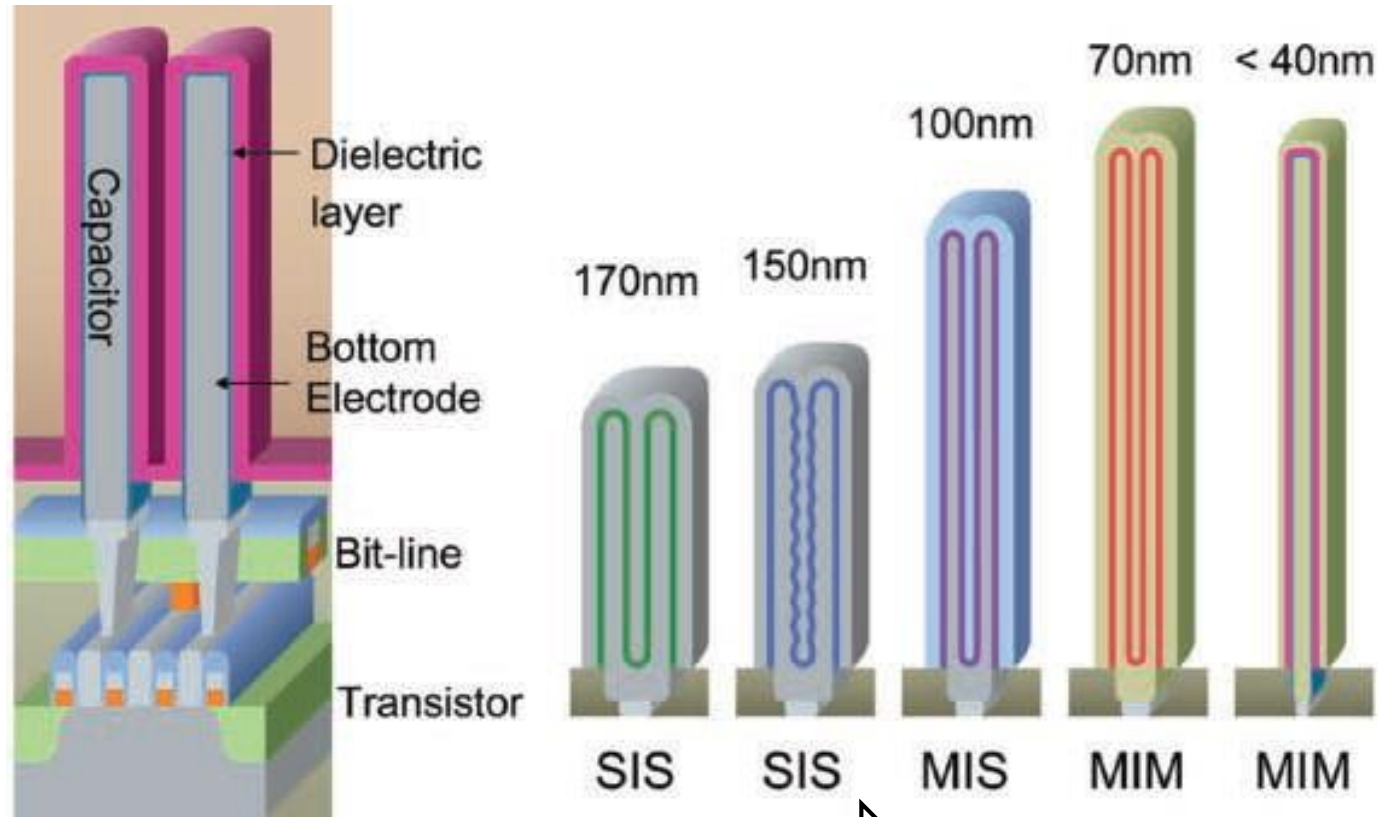 Capacitor
Dielectric
layer
Bottom
Electrode
Bit-line
Transistor
170nm
150nm
100nm
70nm
< 40nm
SIS
SIS
MIS
MIM
MIM